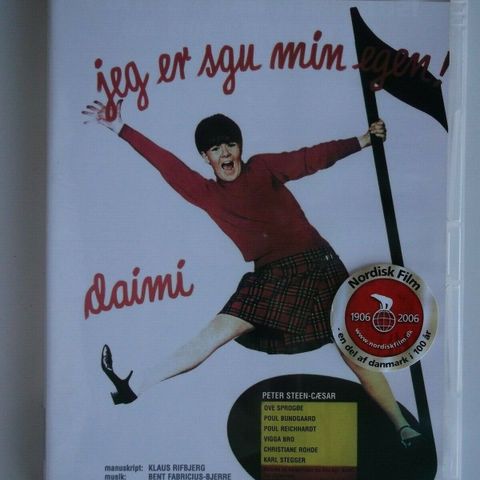 jeg er sgu min egen!
daimi
Nordisk Film
1906 2006
www.nordiskfilm.dk
- en del af danmark i 100 år
PETER STEEN-CÆSAR
OVE SPROGØE
POUL BUNDGAARD
POUL REICHHARDT
VIGGA BRO
CHRISTIANE ROHDE
KARL STEGGER
manuskript: KLAUS RIFBJERG
musik: BENT FABRICIUS-BJERRE